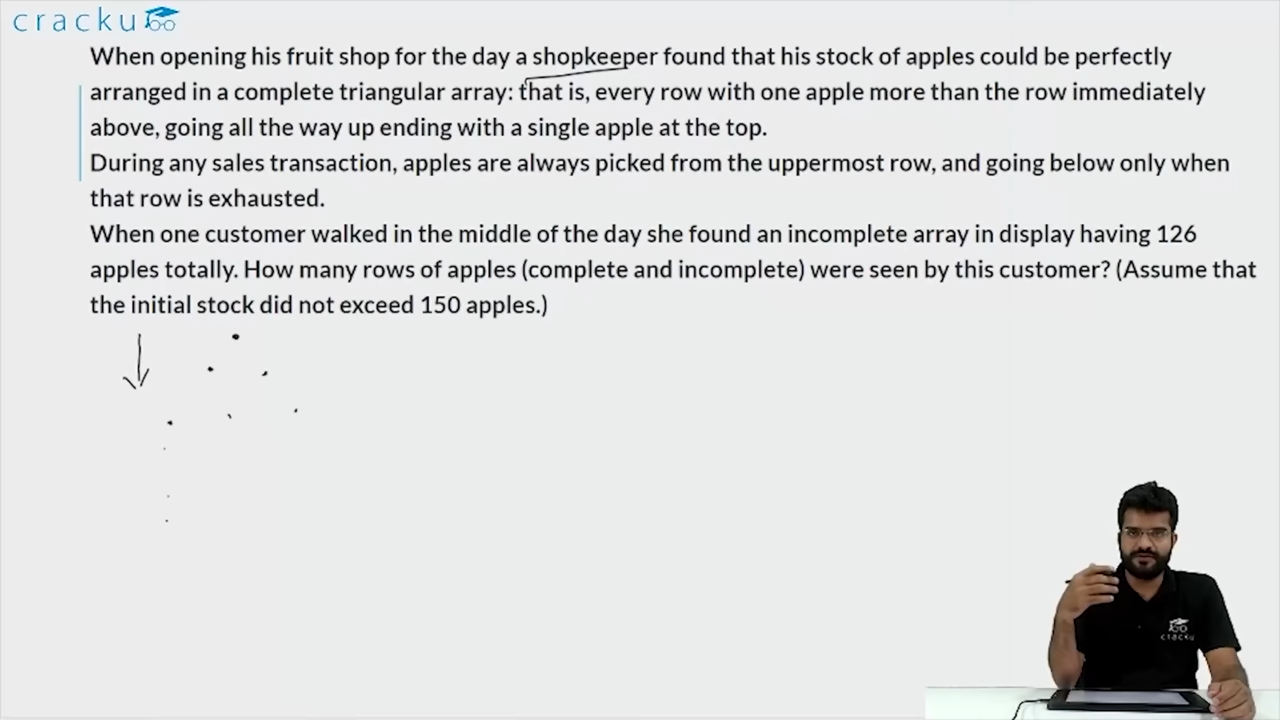 cracku
When opening his fruit shop for the day a shopkeeper found that his stock of apples could be perfectly
arranged in a complete triangular array: that is, every row with one apple more than the row immediately
above, going all the way up ending with a single apple at the top.
During any sales transaction, apples are always picked from the uppermost row, and going below only when
that row is exhausted.
When one customer walked in the middle of the day she found an incomplete array in display having 126
apples totally. How many rows of apples (complete and incomplete) were seen by this customer? (Assume that
the initial stock did not exceed 150 apples.)
cracku